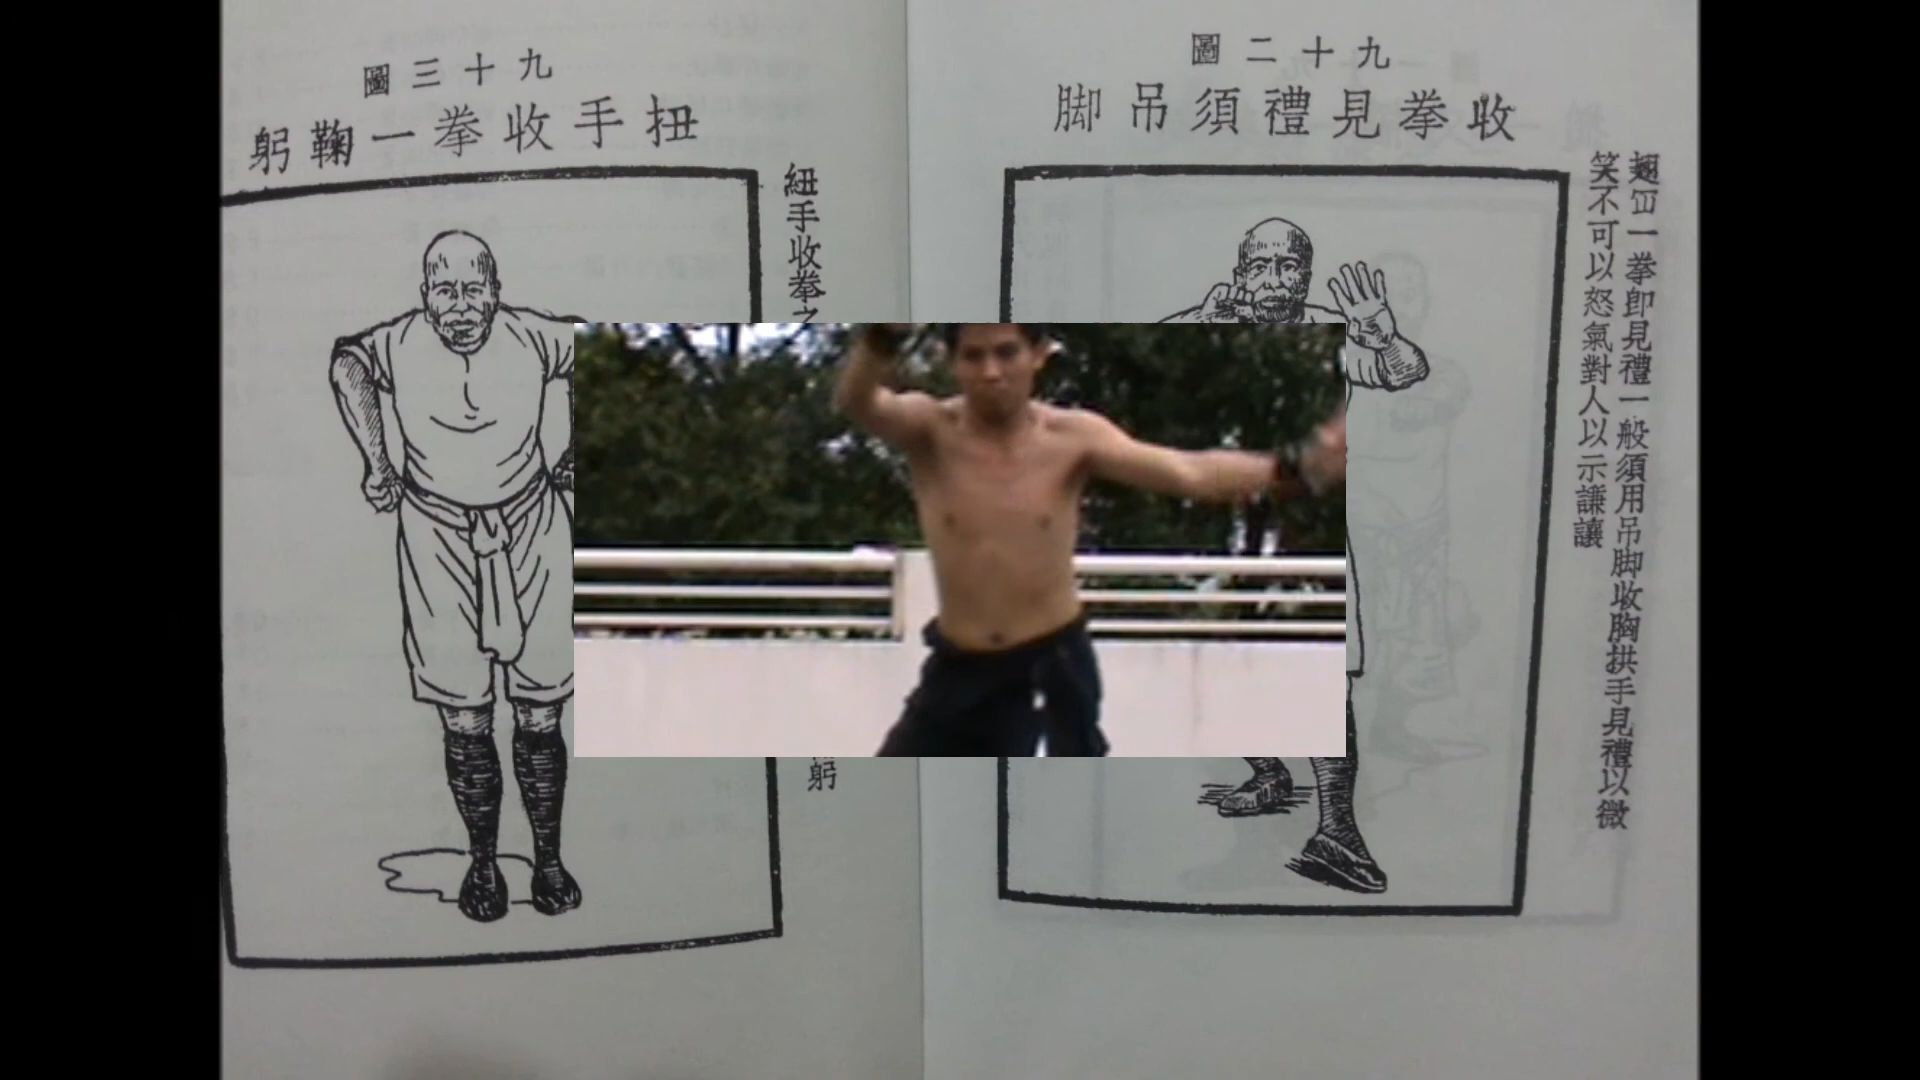 九十二圖
收拳見禮須吊脚
一拳卽見禮一般須用吊脚收胸拱手見禮以微
笑不可以怒氣對人以示謙讓
九十三圖
扭手收拳一鞠躬
紐手收拳之
躬